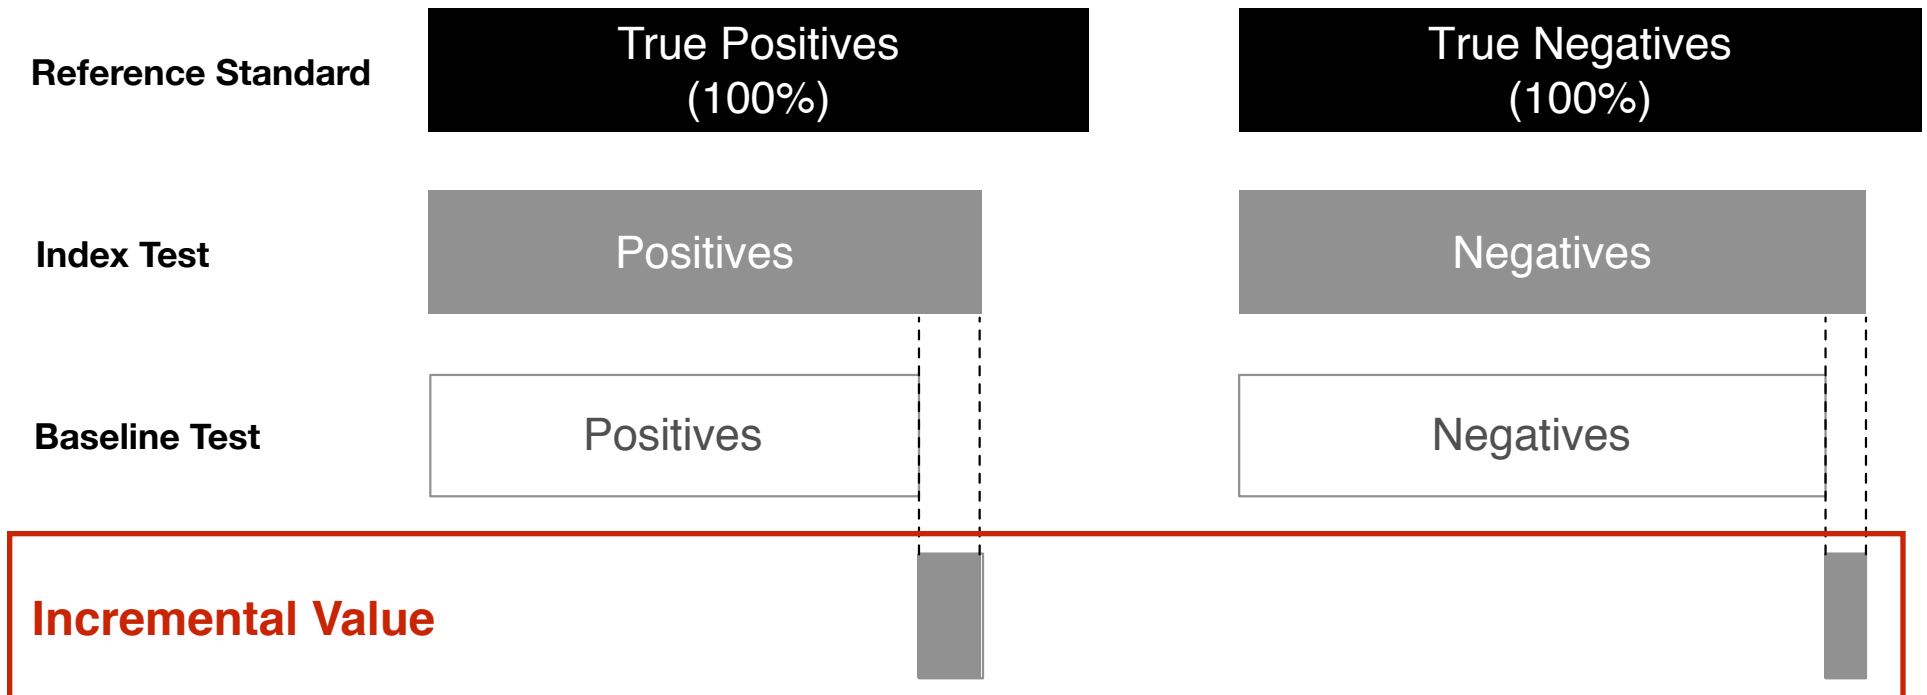 Reference Standard
True Positives
(100%)
True Negatives
(100%)
Index Test
Positives
Negatives
Baseline Test
Positives
Negatives
Incremental Value